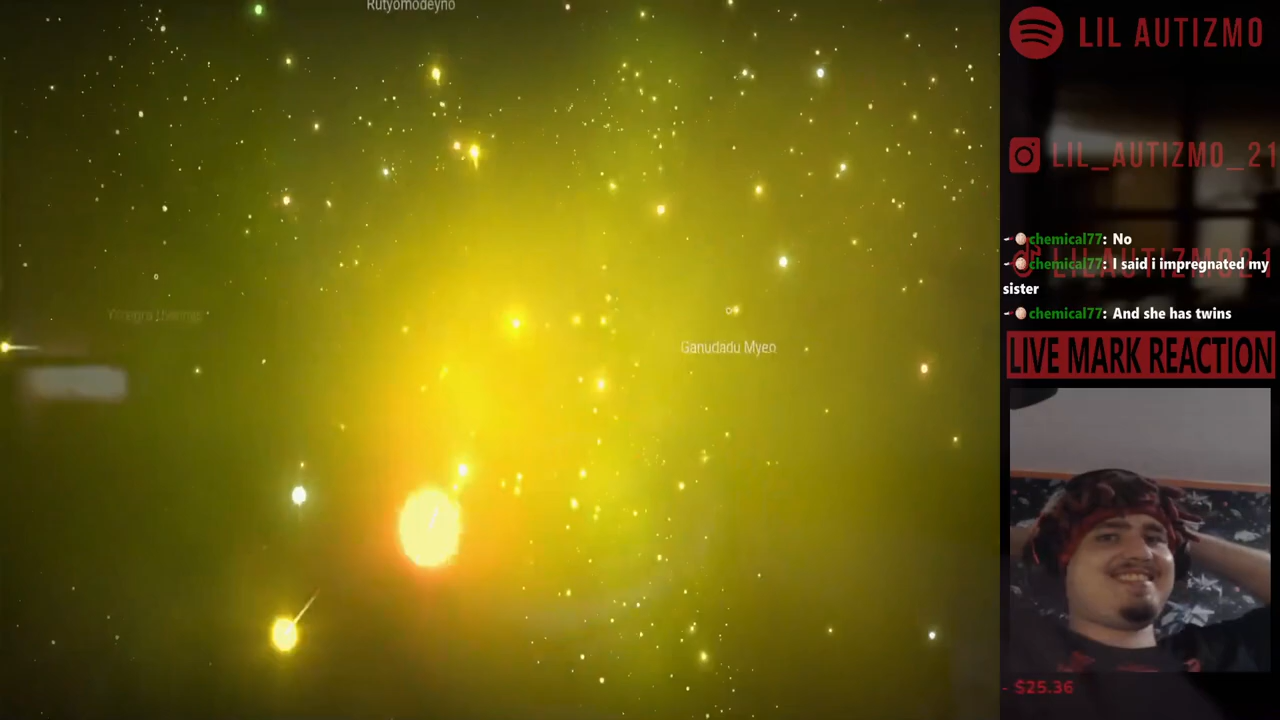 Rutyomodeyno
LIL AUTIZMO
LIL_AUTIZMO_21
chemical77: No
LILAUTIZMO21
chemical77: I said i impregnated my
sister
chemical77: And she has twins
Ganudadu Myeo
LIVE MARK REACTION
- $25.36